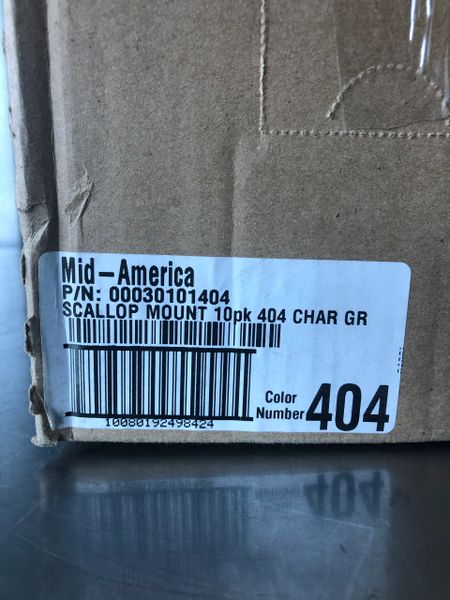 Mid-America
P/N: 00030101404
SCALLOP MOUNT 10pk 404 CHAR GR
10080192498424
Color
Number 404